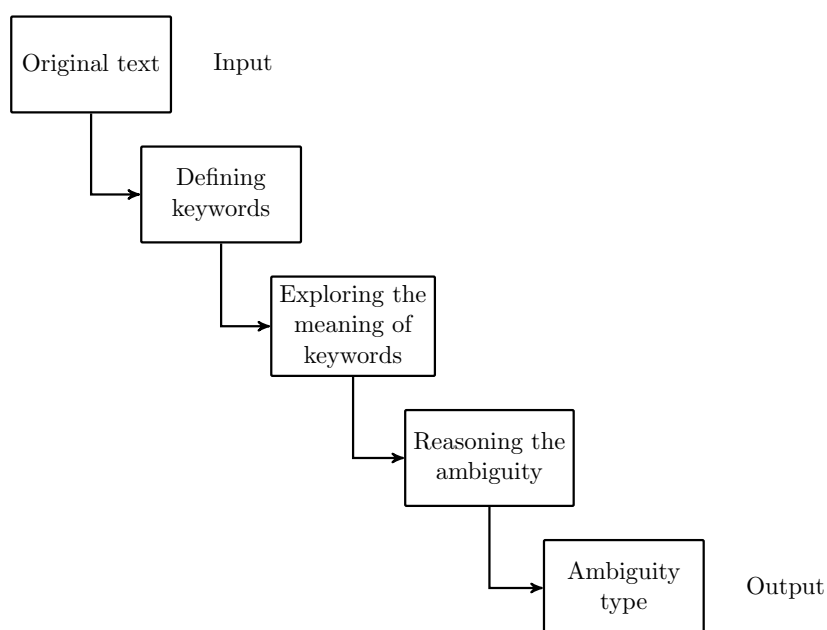 Original text
Input
Defining
keywords
Exploring the
meaning of
keywords
Reasoning the
ambiguity
Ambiguity
type
Output